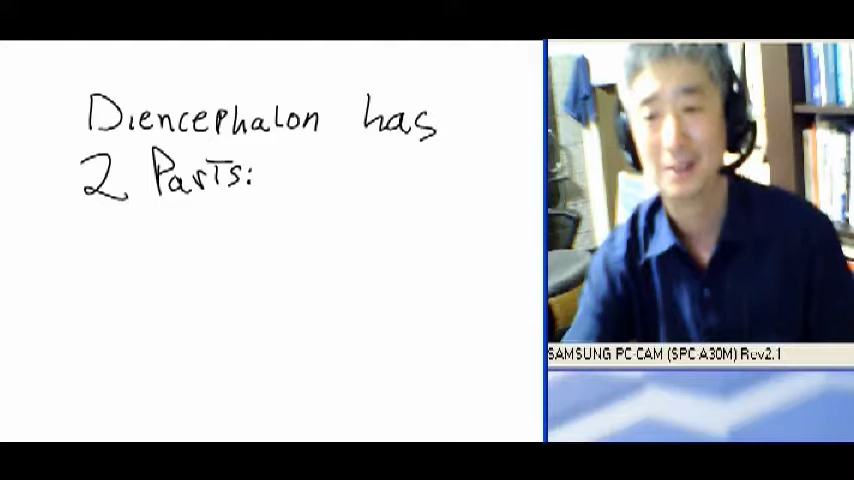 Diencephalon has
2 Parts:
SAMSUNG PC-CAM (SPC-A30M) Rev2.1